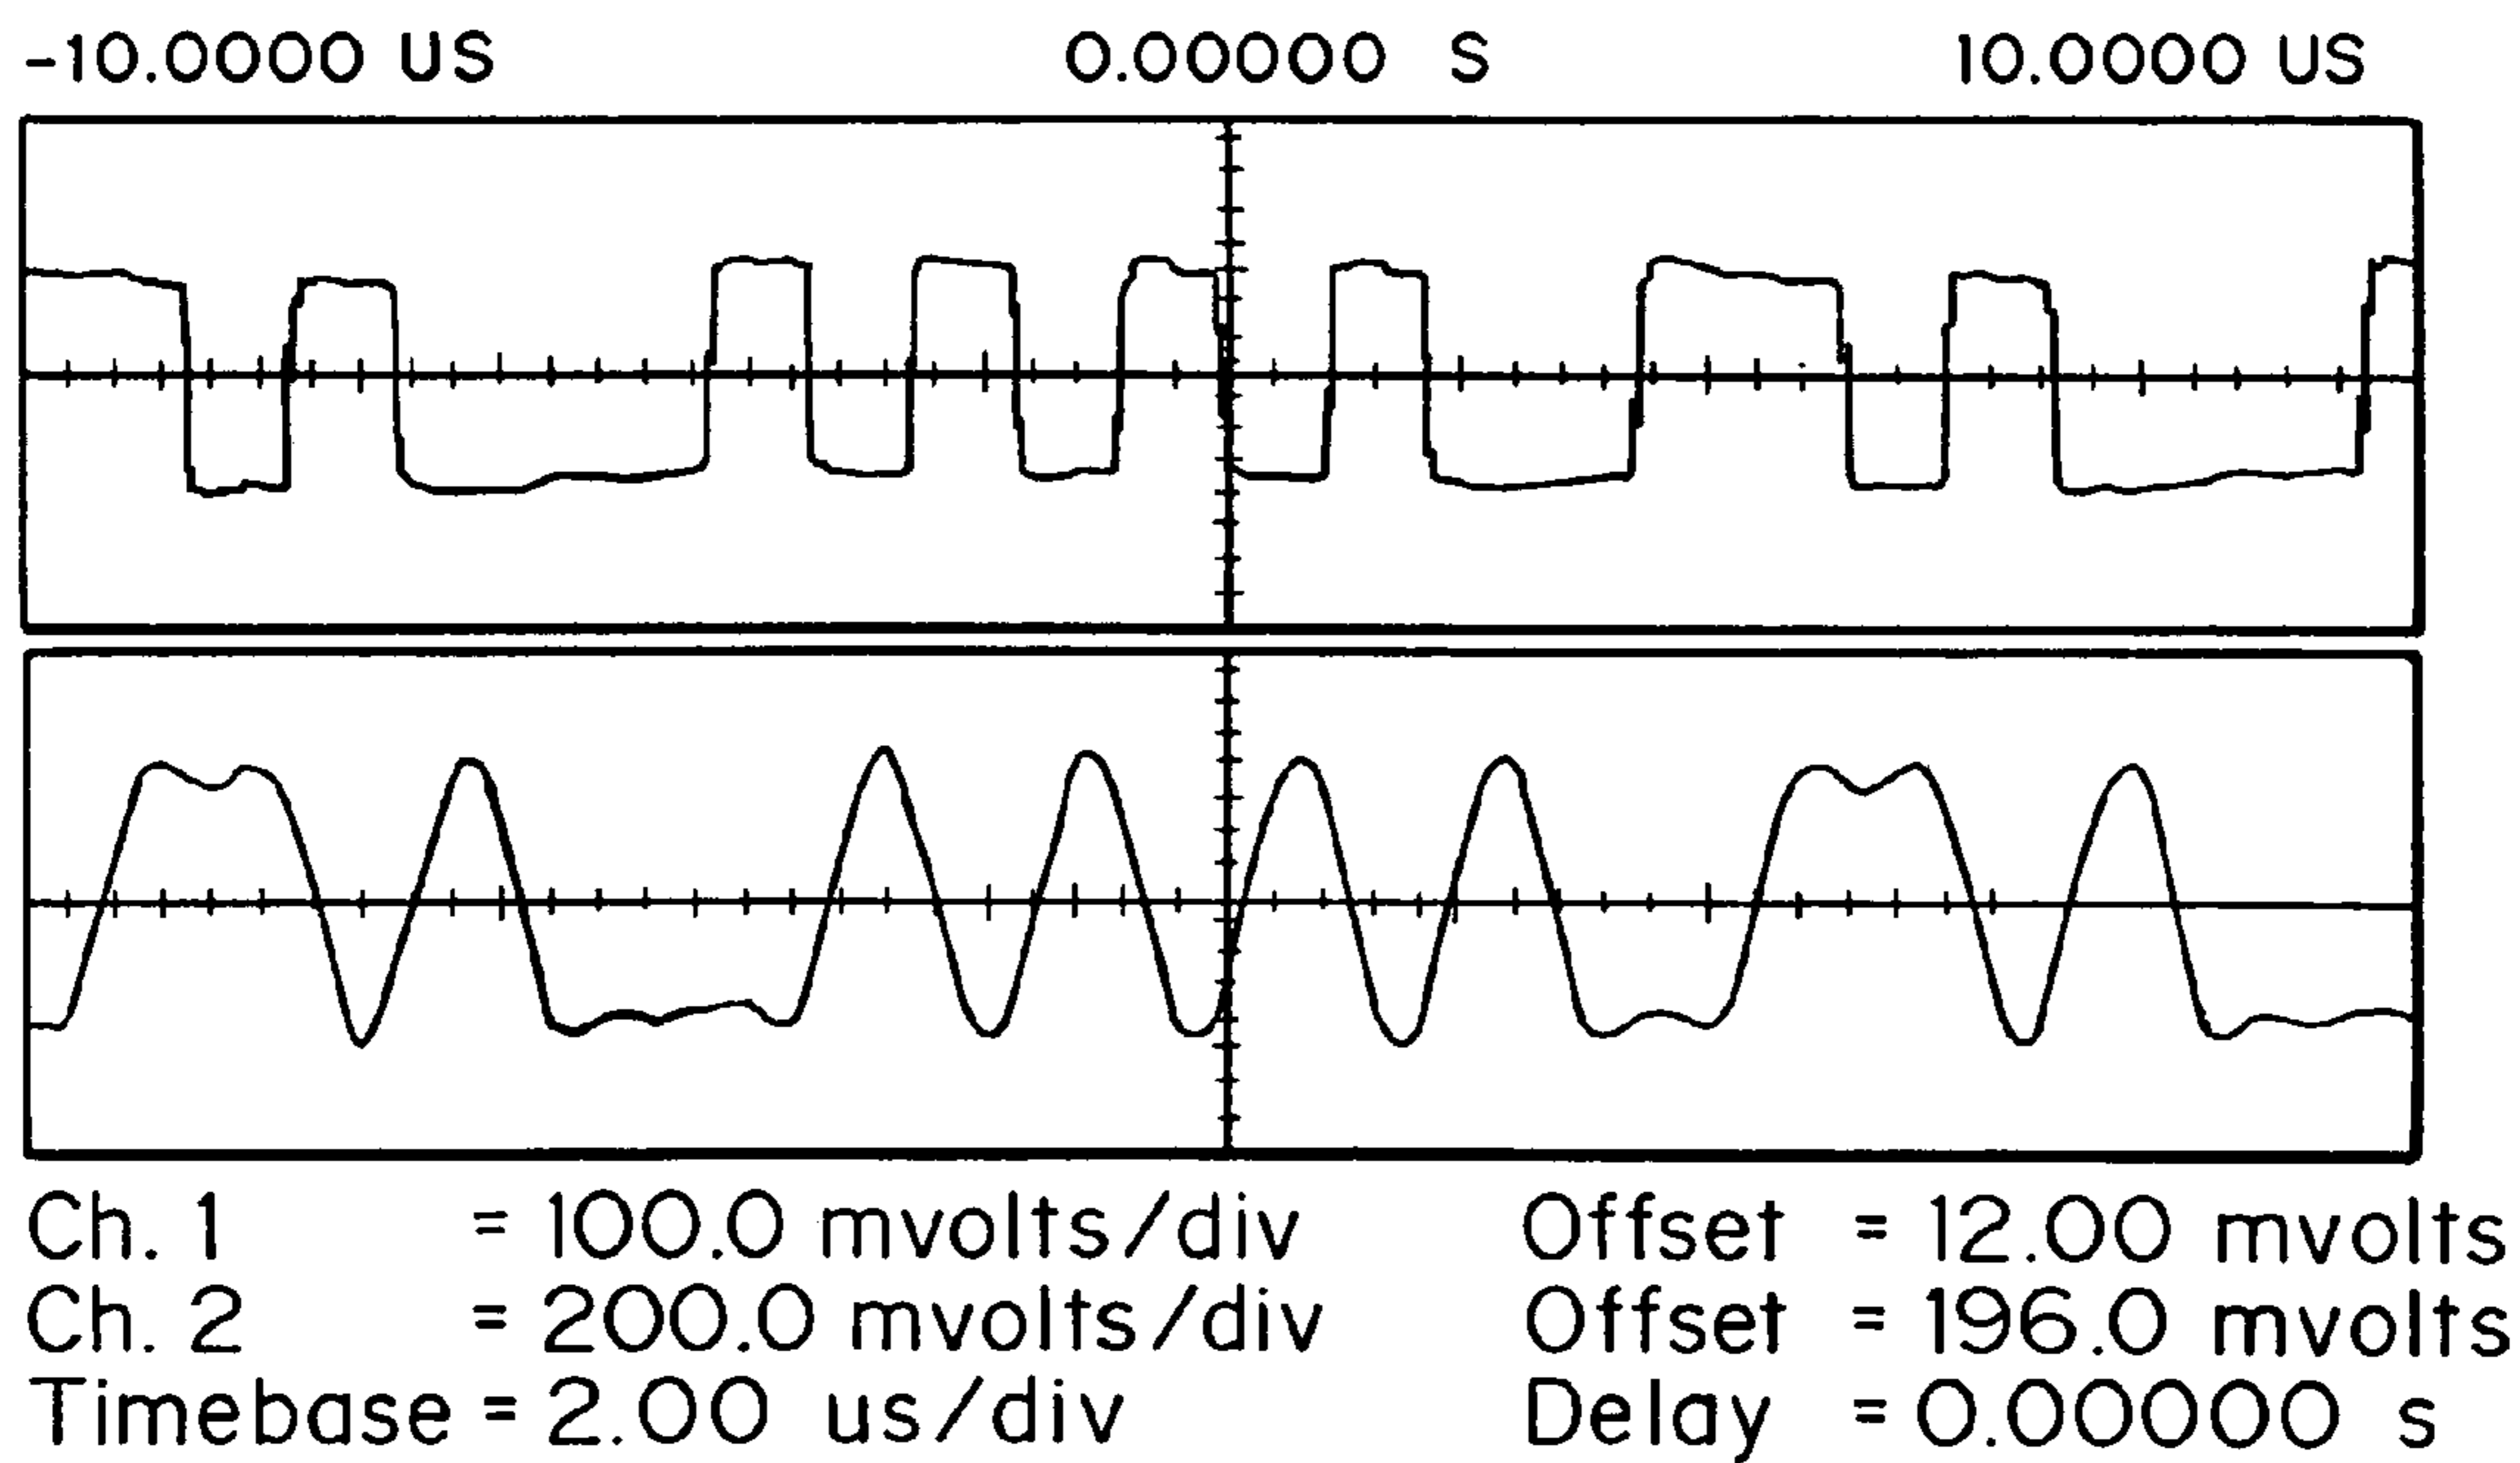 -10.0000 US 0.00000 S 10.0000 US
Ch. 1 = 100.0 mvolts/div Offset = 12.00 mvolts
Ch. 2 = 200.0 mvolts/div Offset = 196.0 mvolts
Timebase = 2.00 us/div Delay = 0.00000 s